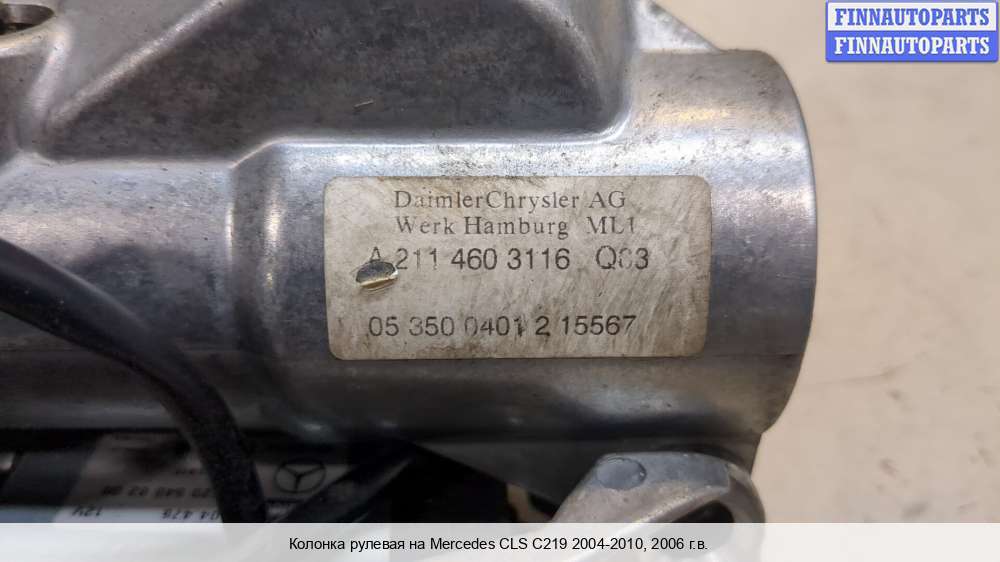 FINNAUTOPARTS
FINNAUTOPARTS
DaimlerChrysler AG
Werk Hamburg ML1
A 211 460 3116 Q03
05 350 0401 2 15567
12V
Колонка рулевая на Mercedes CLS C219 2004-2010, 2006 г.в.